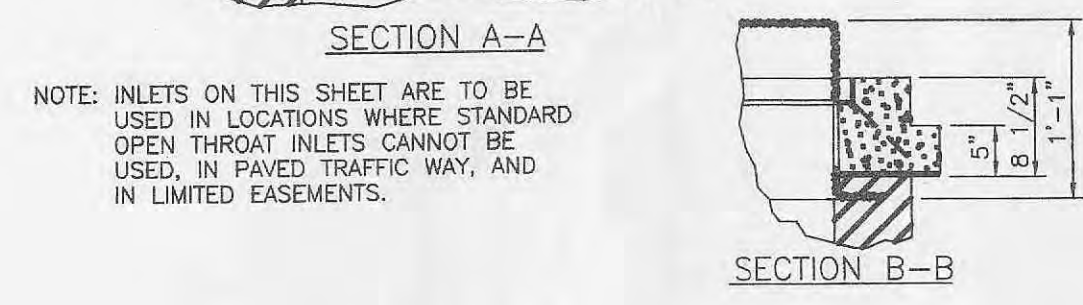 SECTION A-A
NOTE: INLETS ON THIS SHEET ARE TO BE
USED IN LOCATIONS WHERE STANDARD
OPEN THROAT INLETS CANNOT BE
USED, IN PAVED TRAFFIC WAY, AND
IN LIMITED EASEMENTS.
5"
8 1/2"
1'-1"
SECTION B-B